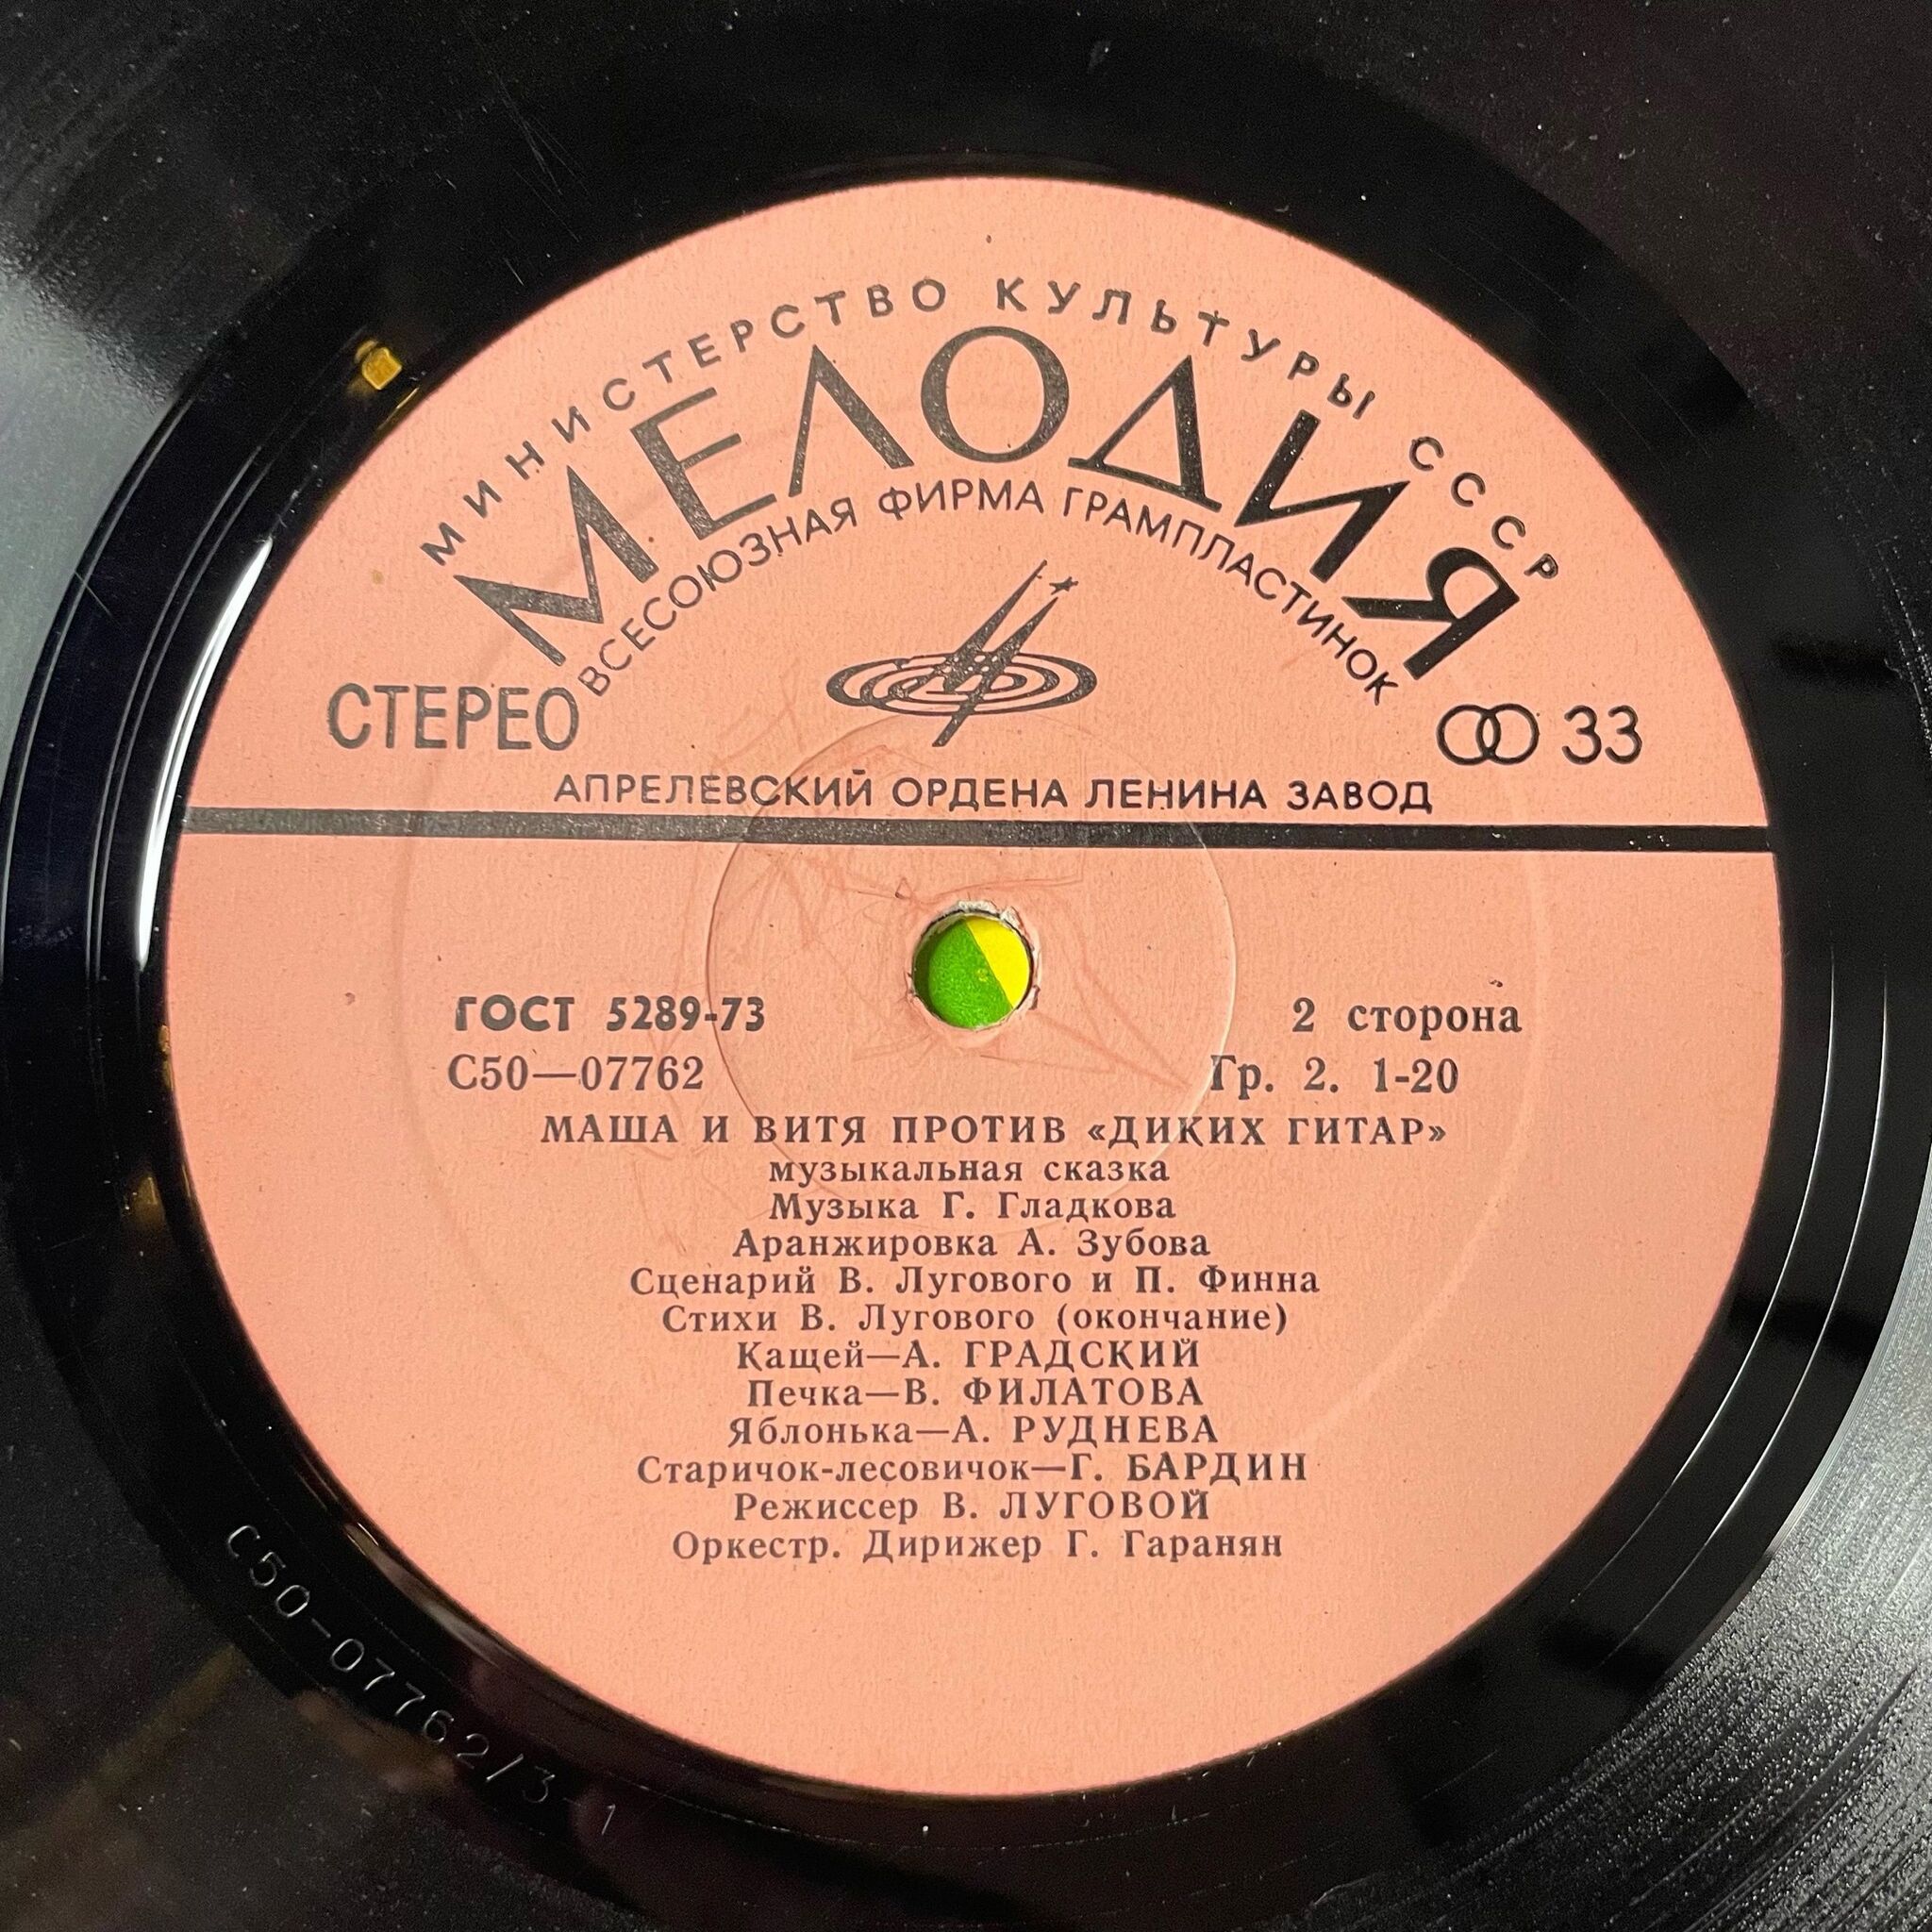 МИНИСТЕРСТВО КУЛЬТУРЫ СССР
МЕЛОДИЯ
ВСЕСОЮЗНАЯ ФИРМА ГРАМПЛАСТИНОК
СТЕРЕО
33
АПРЕЛЕВСКИЙ ОРДЕНА ЛЕНИНА ЗАВОД
ГОСТ 5289-73
2 сторона
С50—07762
Гр. 2. 1-20
МАША И ВИТЯ ПРОТИВ «ДИКИХ ГИТАР»
музыкальная сказка
Музыка Г. Гладкова
Аранжировка А. Зубова
Сценарий В. Лугового и П. Финна
Стихи В. Лугового (окончание)
Кащей—А. ГРАДСКИЙ
Печка—В. ФИЛАТОВА
Яблонька—А. РУДНЕВА
Старичок-лесовичок—Г. БАРДИН
Режиссер В. ЛУГОВОЙ
Оркестр. Дирижер Г. Гаранян
С50-07762/3-1